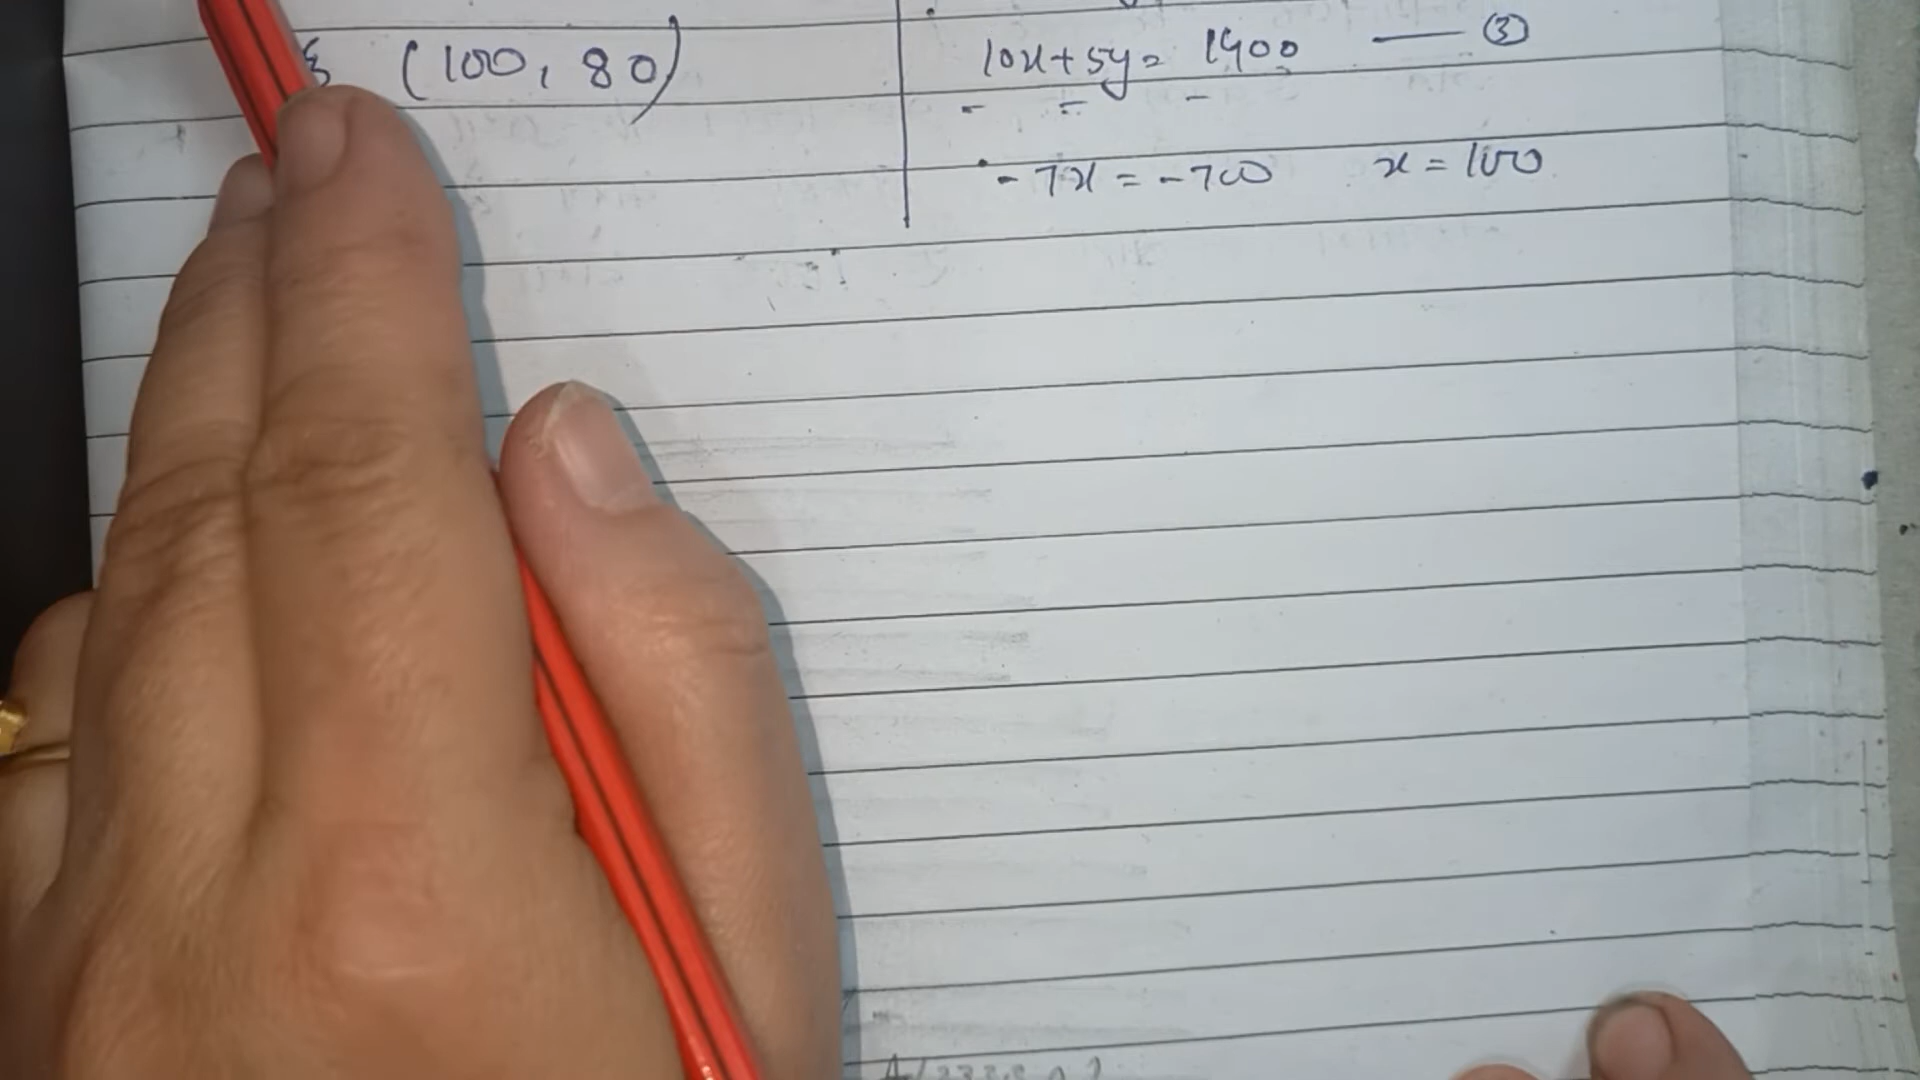 (100, 80)
10x+5y= 1400 — ③
- - -
-7x = -700 x = 100